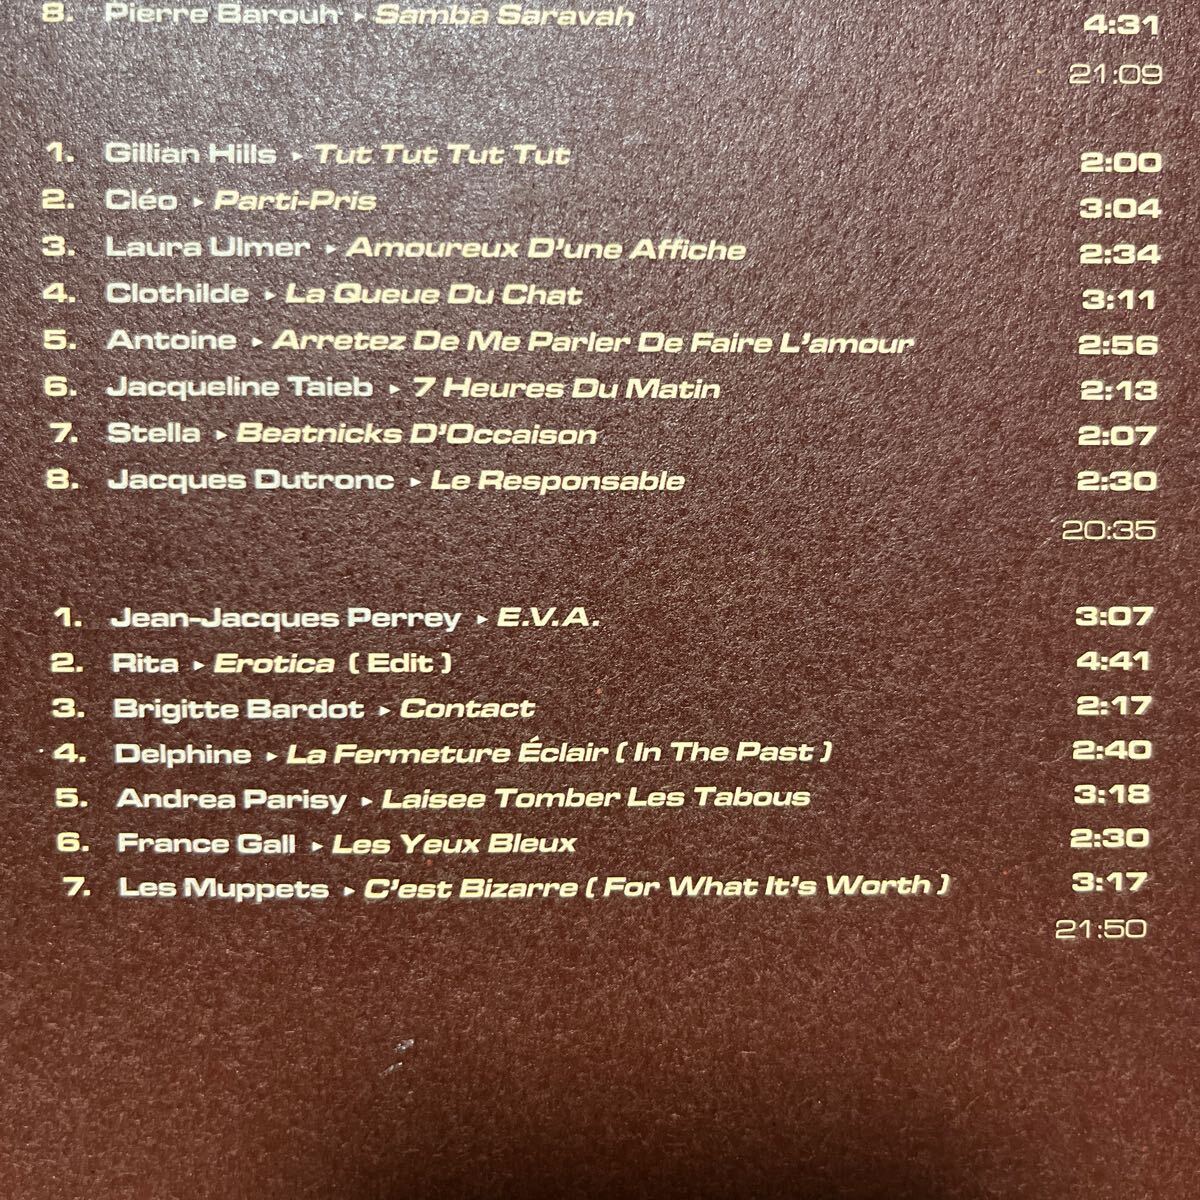 8. Pierre Barouh ▸ Samba Saravah 4:31
21:09
1. Gillian Hills ▸ Tut Tut Tut Tut 2:00
2. Cléo ▸ Parti-Pris 3:04
3. Laura Ulmer ▸ Amoureux D'une Affiche 2:34
4. Clothilde ▸ La Queue Du Chat 3:11
5. Antoine ▸ Arretez De Me Parler De Faire L'amour 2:56
6. Jacqueline Taieb ▸ 7 Heures Du Matin 2:13
7. Stella ▸ Beatnicks D'Occaison 2:07
8. Jacques Dutronc ▸ Le Responsable 2:30
20:35
1. Jean-Jacques Perrey ▸ E.V.A. 3:07
2. Rita ▸ Erotica ( Edit ) 4:41
3. Brigitte Bardot ▸ Contact 2:17
4. Delphine ▸ La Fermeture Éclair ( In The Past ) 2:40
5. Andrea Parisy ▸ Laisee Tomber Les Tabous 3:18
6. France Gall ▸ Les Yeux Bleux 2:30
7. Les Muppets ▸ C'est Bizarre ( For What It's Worth ) 3:17
21:50